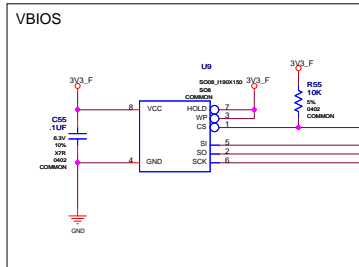 VBIOS
U9
SO08_I190X150
SO8
COMMON
3V3_F
3V3_F
3V3_F
R55
10K
5%
0402
COMMON
8
VCC
HOLD
7
WP
3
CS
1
C55
.1UF
6.3V
10%
X7R
0402
COMMON
4
GND
SI
5
SO
2
SCK
6
GND